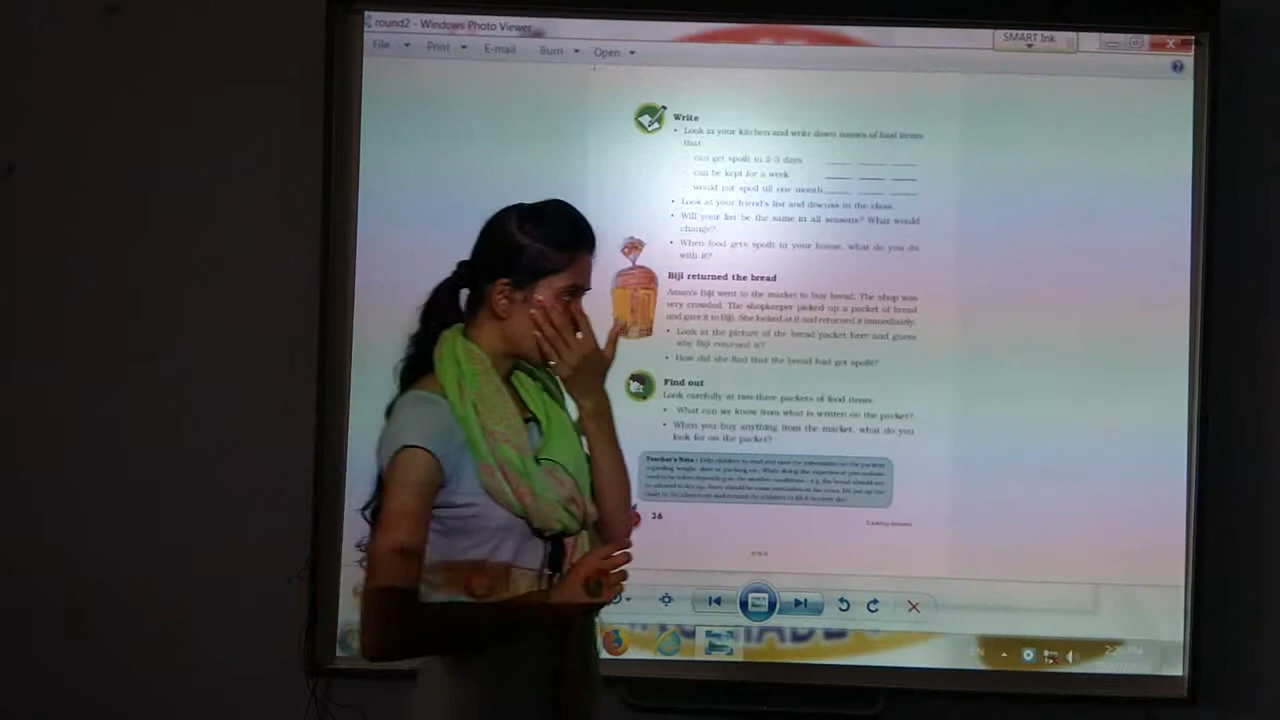 round2 - Windows Photo Viewer
SMART Ink
File Print E-mail Burn Open
Write
• Look in your kitchen and write down names of food items
that
- can get spoilt in 2-3 days
- can be kept for a week
- would not spoil till one month
• Look at your friend's list and discuss in the class.
• Will your list be the same in all seasons? What would
change?
• When food gets spoilt in your house, what do you do
with it?
Biji returned the bread
Aman's Biji went to the market to buy bread. The shop was
very crowded. The shopkeeper picked up a packet of bread
and gave it to Biji. She looked at it and returned it immediately.
• Look at the picture of the bread packet here and guess
why Biji returned it?
• How did she find that the bread had got spoilt?
Find out
Look carefully at two-three packets of food items.
• What can we know from what is written on the packet?
• When you buy anything from the market, what do you
look for on the packet?
Teacher's Note :
36
Looking Around
EN